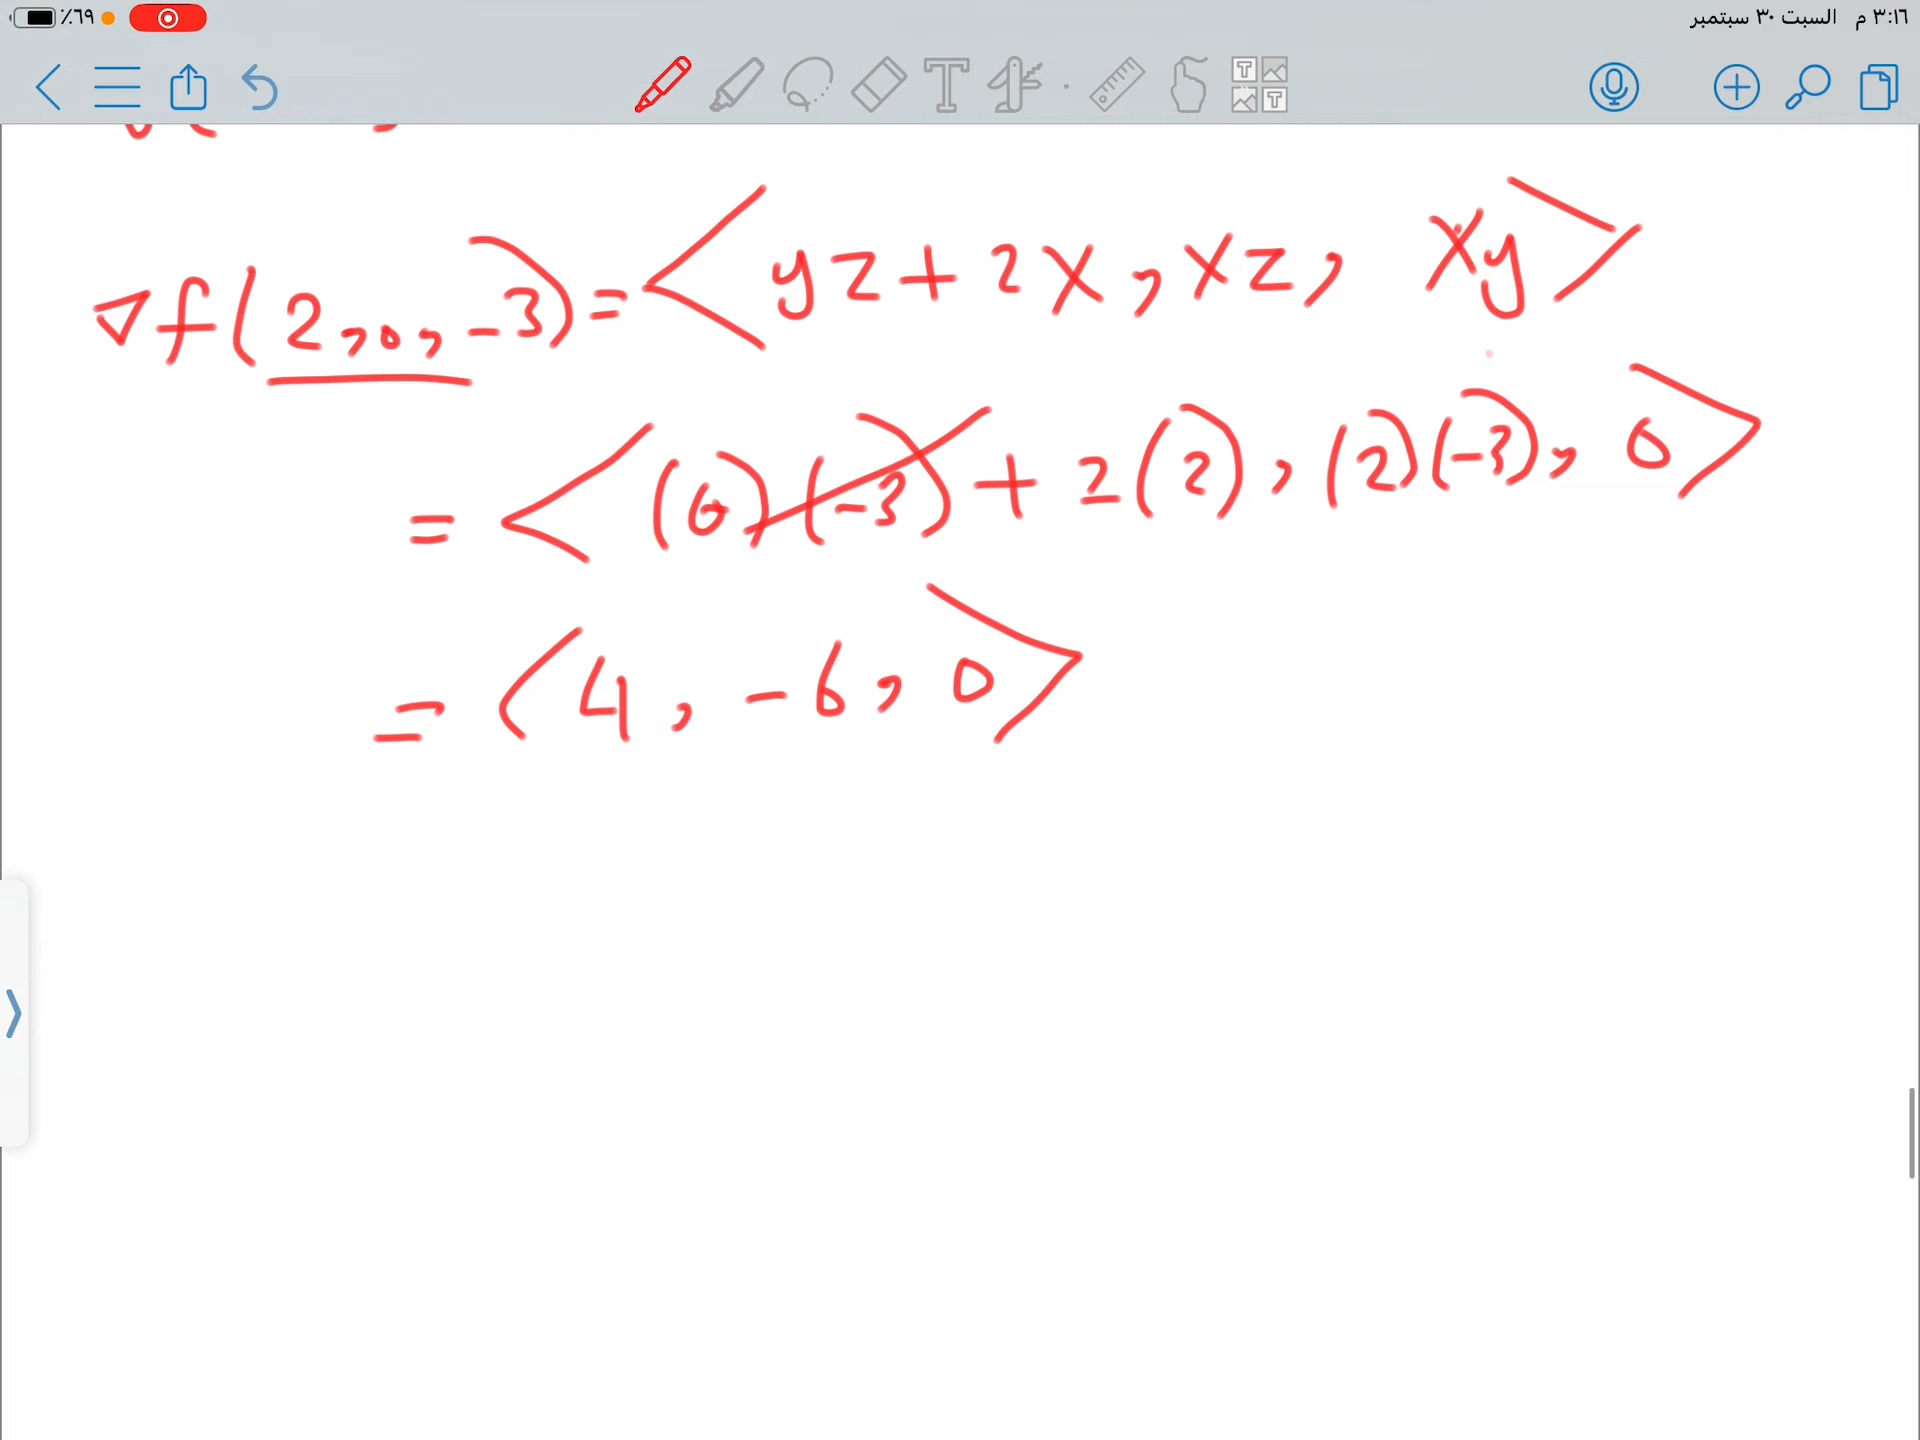 ٪٦٩
٣:١٦ م السبت ٣٠ سبتمبر
∇f(2,0,-3)=<yz+2x,xz, xy>
=<(0)(-3)+2(2),(2)(-3),0>
=<4,-6,0>